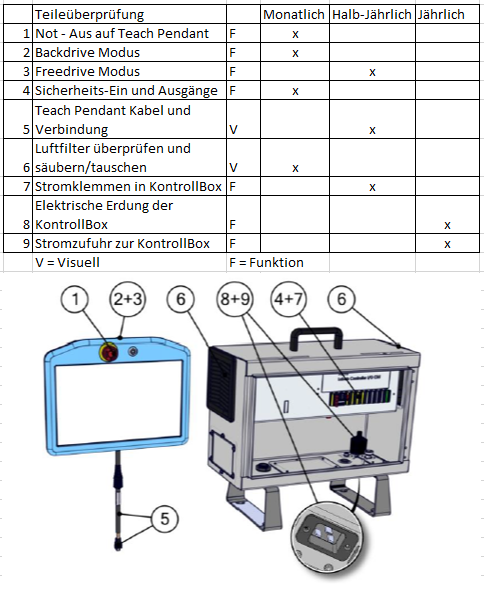 Teileüberprüfung Monatlich Halb-Jährlich Jährlich
1 Not - Aus auf Teach Pendant F x
2 Backdrive Modus F x
3 Freedrive Modus F x
4 Sicherheits-Ein und Ausgänge F x
Teach Pendant Kabel und
5 Verbindung V x
Luftfilter überprüfen und
6 säubern/tauschen V x
7 Stromklemmen in KontrollBox F x
Elektrische Erdung der
8 KontrollBox F x
9 Stromzufuhr zur KontrollBox F x
V = Visuell F = Funktion
1 2+3 6 8+9 4+7 6
5